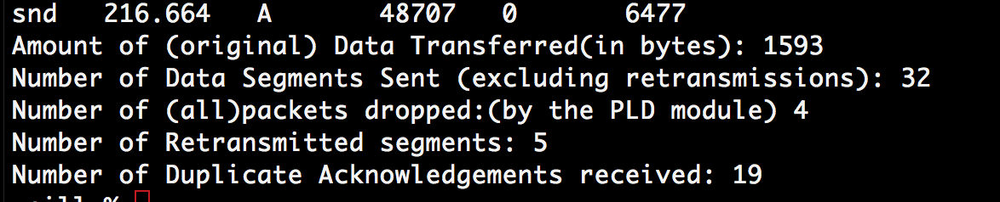 snd   216.664   A       48707   0       6477
Amount of (original) Data Transferred(in bytes): 1593
Number of Data Segments Sent (excluding retransmissions): 32
Number of (all)packets dropped:(by the PLD module) 4
Number of Retransmitted segments: 5
Number of Duplicate Acknowledgements received: 19
%